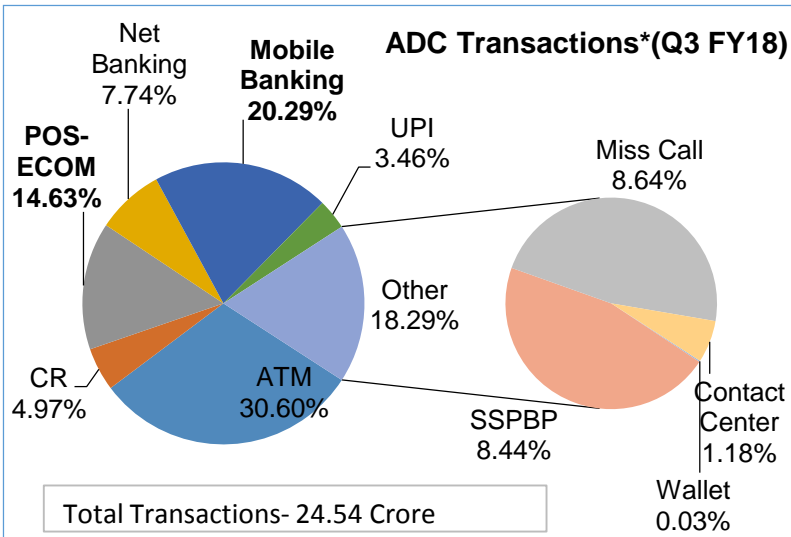 ADC Transactions*(Q3 FY18)
Net
Banking
7.74%
Mobile
Banking
20.29%
UPI
3.46%
POS-
ECOM
14.63%
Miss Call
8.64%
Other
18.29%
CR
4.97%
ATM
30.60%
SSPBP
8.44%
Contact
Center
1.18%
Wallet
0.03%
Total Transactions- 24.54 Crore